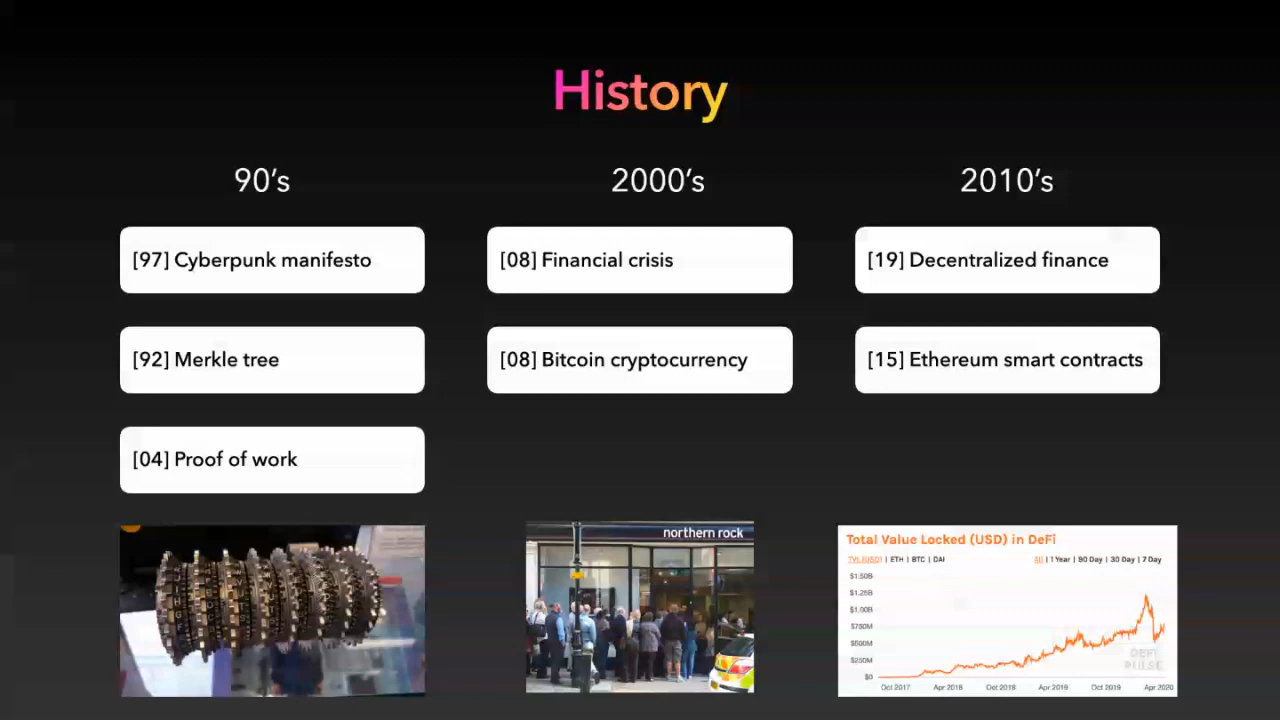 History
90's
2000's
2010's
[97] Cyberpunk manifesto
[08] Financial crisis
[19] Decentralized finance
[92] Merkle tree
[08] Bitcoin cryptocurrency
[15] Ethereum smart contracts
[04] Proof of work
northern rock
Total Value Locked (USD) in DeFi
TVL (USD) | ETH | BTC | DAI
All | 1 Year | 90 Day | 30 Day | 7 Day
$1.50B
$1.25B
$1.00B
$750M
$500M
$250M
$0
DEFI
PULSE
Oct 2017 Apr 2018 Oct 2018 Apr 2019 Oct 2019 Apr 2020